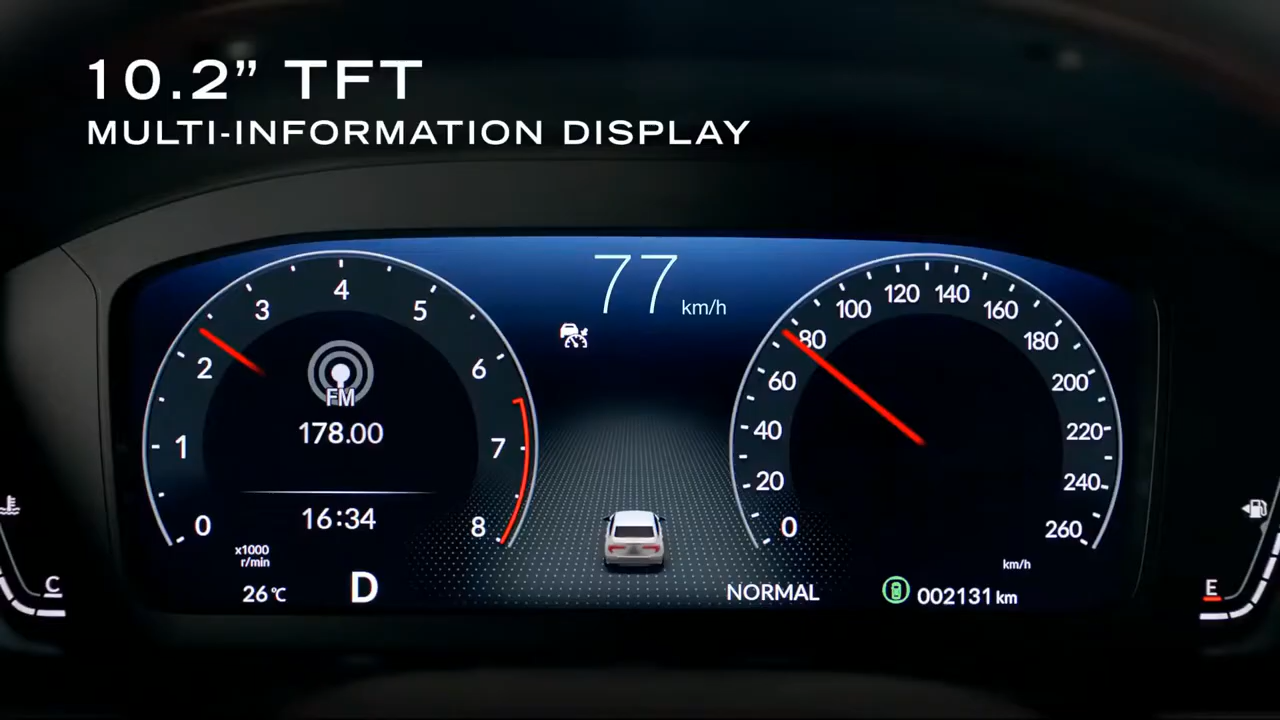 10.2” TFT
MULTI-INFORMATION DISPLAY
77 km/h
0
1
2
3
4
5
6
7
8
FM
178.00
16:34
x1000
r/min
26°C
D
0
20
40
60
80
100
120
140
160
180
200
220
240
260
km/h
NORMAL
002131 km
C
E